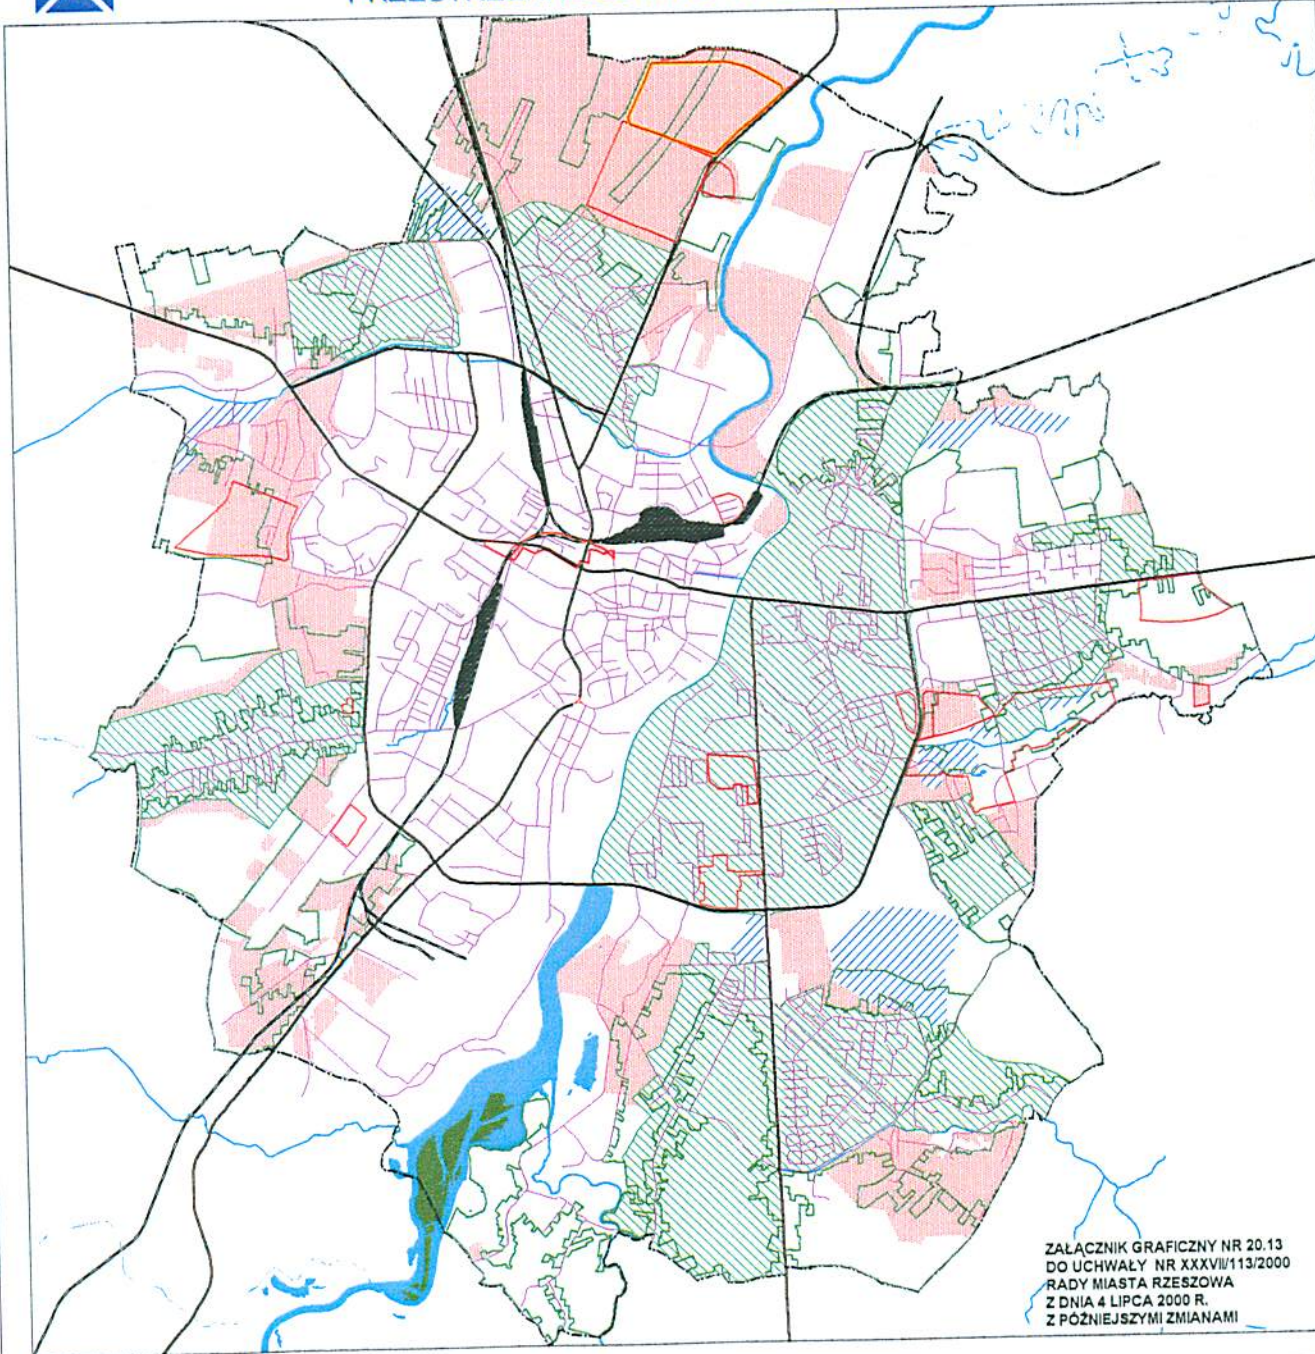 ZAŁĄCZNIK GRAFICZNY NR 20.13
DO UCHWAŁY NR XXXVII/113/2000
RADY MIASTA RZESZOWA
Z DNIA 4 LIPCA 2000 R.
Z PÓŹNIEJSZYMI ZMIANAMI